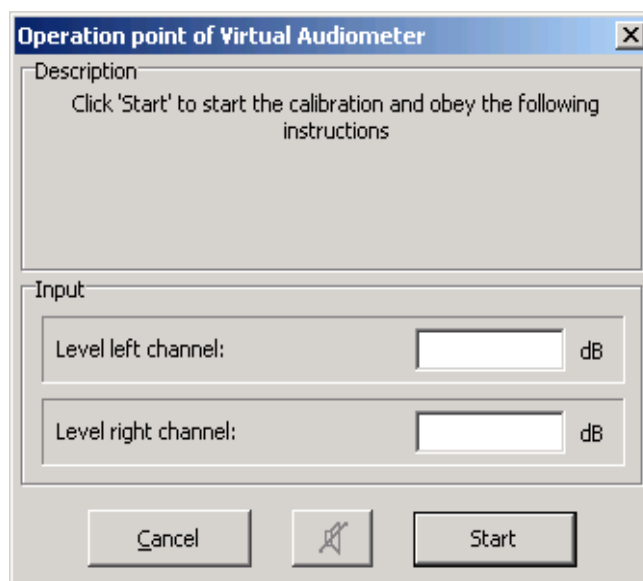 Operation point of Virtual Audiometer
Description
Click 'Start' to start the calibration and obey the following
instructions
Input
Level left channel: dB
Level right channel: dB
Cancel Start